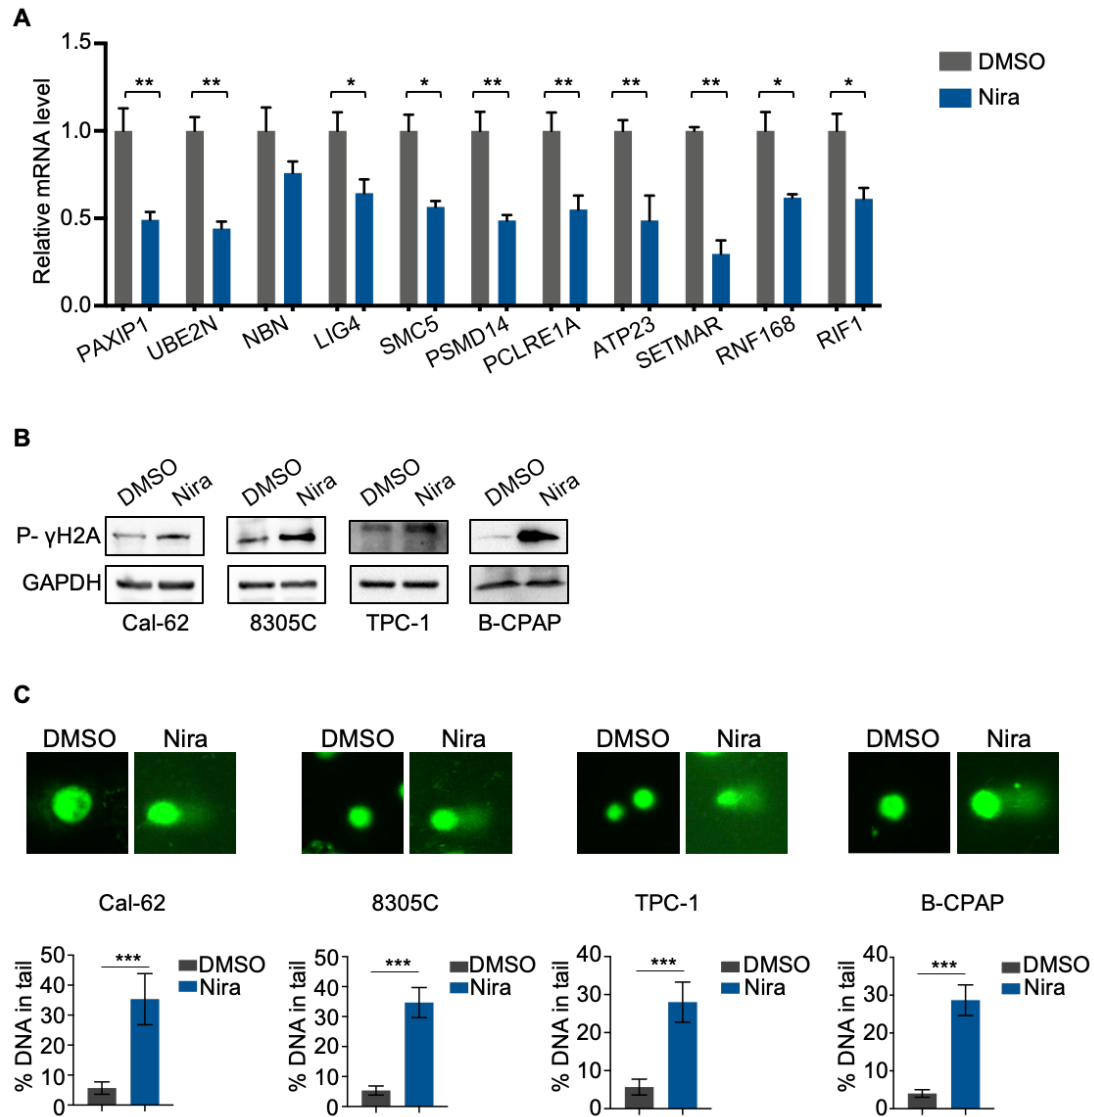 A
1.5
1.0
0.5
0.0
Relative mRNA level
** ** * * ** ** ** ** * *
DMSO
Nira
PAXIP1 UBE2N NBN LIG4 SMC5 PSMD14 PCLRE1A ATP23 SETMAR RNF168 RIF1
B
DMSO Nira DMSO Nira DMSO Nira DMSO Nira
P- γH2A
GAPDH
Cal-62 8305C TPC-1 B-CPAP
C
DMSO Nira DMSO Nira DMSO Nira DMSO Nira
Cal-62 8305C TPC-1 B-CPAP
% DNA in tail
50
40
30
20
10
0
***
DMSO
Nira
% DNA in tail
50
40
30
20
10
0
***
DMSO
Nira
% DNA in tail
40
30
20
10
0
***
DMSO
Nira
% DNA in tail
40
30
20
10
0
***
DMSO
Nira